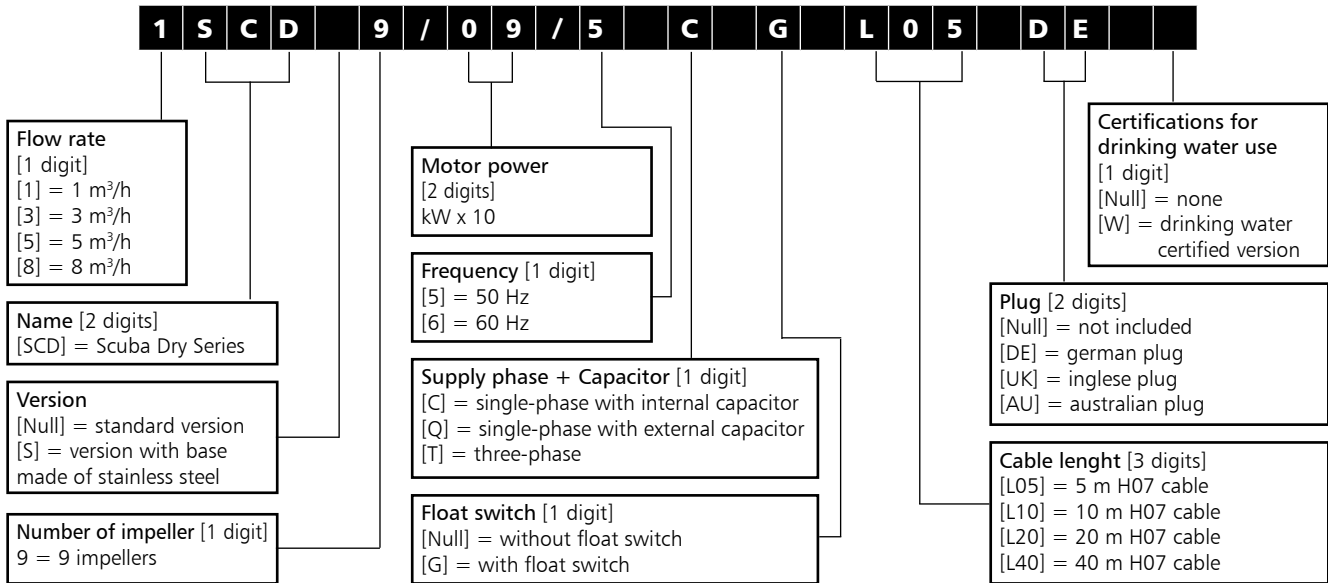 1SCD 9/09/5 C G L05 DE
Flow rate
[1 digit]
[1] = 1 m³/h
[3] = 3 m³/h
[5] = 5 m³/h
[8] = 8 m³/h
Name [2 digits]
[SCD] = Scuba Dry Series
Version
[Null] = standard version
[S] = version with base
made of stainless steel
Number of impeller [1 digit]
9 = 9 impellers
Motor power
[2 digits]
kW x 10
Frequency [1 digit]
[5] = 50 Hz
[6] = 60 Hz
Supply phase + Capacitor [1 digit]
[C] = single-phase with internal capacitor
[Q] = single-phase with external capacitor
[T] = three-phase
Float switch [1 digit]
[Null] = without float switch
[G] = with float switch
Certifications for
drinking water use
[1 digit]
[Null] = none
[W] = drinking water
certified version
Plug [2 digits]
[Null] = not included
[DE] = german plug
[UK] = inglese plug
[AU] = australian plug
Cable lenght [3 digits]
[L05] = 5 m H07 cable
[L10] = 10 m H07 cable
[L20] = 20 m H07 cable
[L40] = 40 m H07 cable